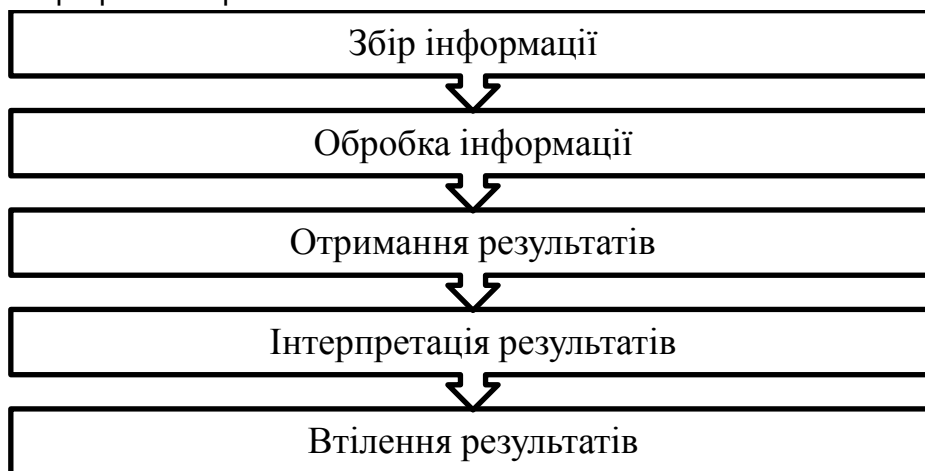 Збір інформації
Обробка інформації
Отримання результатів
Інтерпретація результатів
Втілення результатів